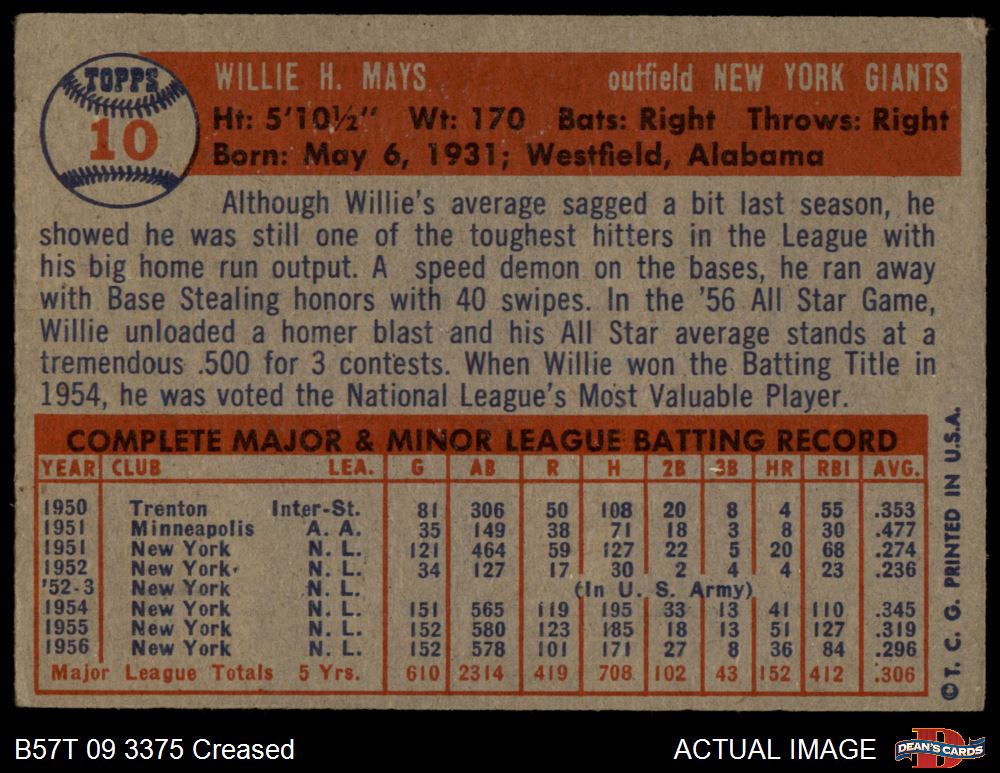 TOPPS
10
WILLIE H. MAYS outfield NEW YORK GIANTS
Ht: 5'10½" Wt: 170 Bats: Right Throws: Right
Born: May 6, 1931; Westfield, Alabama
Although Willie's average sagged a bit last season, he
showed he was still one of the toughest hitters in the League with
his big home run output. A speed demon on the bases, he ran away
with Base Stealing honors with 40 swipes. In the '56 All Star Game,
Willie unloaded a homer blast and his All Star average stands at a
tremendous .500 for 3 contests. When Willie won the Batting Title in
1954, he was voted the National League's Most Valuable Player.
COMPLETE MAJOR & MINOR LEAGUE BATTING RECORD
YEAR CLUB LEA. G AB R H 2B 3B HR RBI AVG.
1950 Trenton Inter-St. 81 306 50 108 20 8 4 55 .353
1951 Minneapolis A. A. 35 149 38 71 18 3 8 30 .477
1951 New York N. L. 121 464 59 127 22 5 20 68 .274
1952 New York N. L. 34 127 17 30 2 4 4 23 .236
'52-3 New York N. L. (In U. S. Army)
1954 New York N. L. 151 565 119 195 33 13 41 110 .345
1955 New York N. L. 152 580 123 185 18 13 51 127 .319
1956 New York N. L. 152 578 101 171 27 8 36 84 .296
Major League Totals 5 Yrs. 610 2314 419 708 102 43 152 412 .306
©T. C. G. PRINTED IN U.S.A.
B57T 09 3375 Creased
ACTUAL IMAGE
D
DEAN'S CARDS